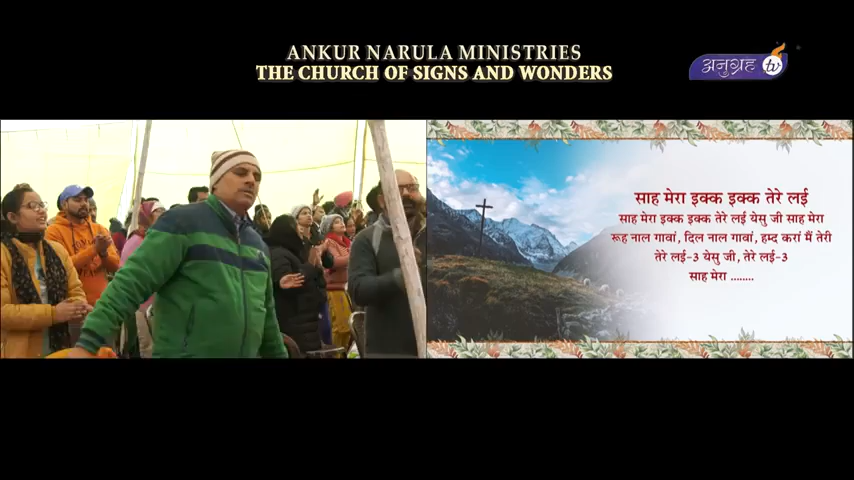 ANKUR NARULA MINISTRIES
THE CHURCH OF SIGNS AND WONDERS
अनुग्रह tv
साह मेरा इक्क इक्क तेरे लई
साह मेरा इक्क इक्क तेरे लई येसु जी साह मेरा
रूह नाल गावां, दिल नाल गावां, हम्द करां मैं तेरी
तेरे लई-3 येसु जी, तेरे लई-3
साह मेरा ........